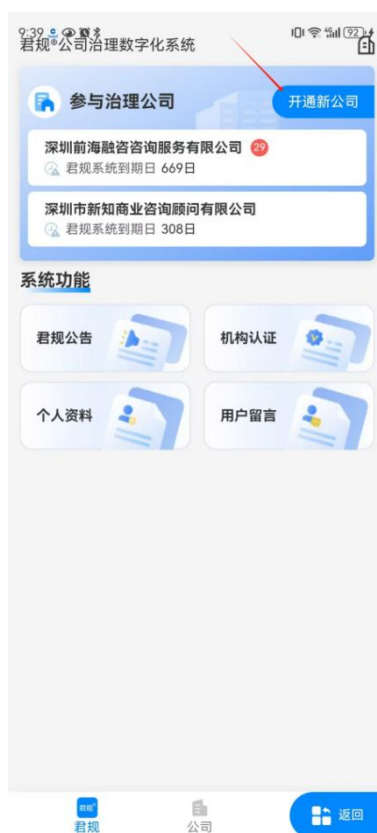 9:39
92
君规®公司治理数字化系统
参与治理公司
开通新公司
深圳前海融咨咨询服务有限公司 29
君规系统到期日 669日
深圳市新知商业咨询顾问有限公司
君规系统到期日 308日
系统功能
君规公告
机构认证
个人资料
用户留言
君规®
君规
公司
返回